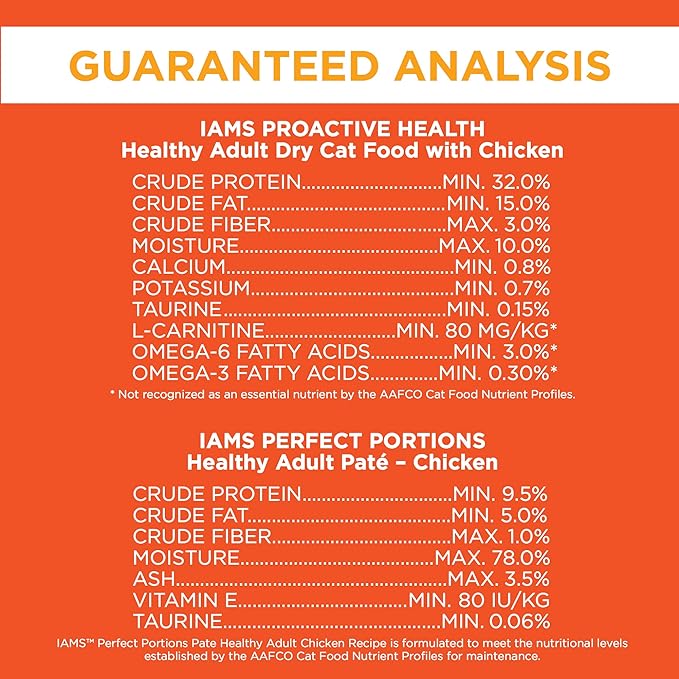 GUARANTEED ANALYSIS
IAMS PROACTIVE HEALTH
Healthy Adult Dry Cat Food with Chicken
CRUDE PROTEIN........................MIN. 32.0%
CRUDE FAT..............................MIN. 15.0%
CRUDE FIBER.............................MAX. 3.0%
MOISTURE.................................MAX. 10.0%
CALCIUM.....................................MIN. 0.8%
POTASSIUM.................................MIN. 0.7%
TAURINE.....................................MIN. 0.15%
L-CARNITINE.....................MIN. 80 MG/KG*
OMEGA-6 FATTY ACIDS...............MIN. 3.0%*
OMEGA-3 FATTY ACIDS.............MIN. 0.30%*
* Not recognized as an essential nutrient by the AAFCO Cat Food Nutrient Profiles.
IAMS PERFECT PORTIONS
Healthy Adult Paté – Chicken
CRUDE PROTEIN........................MIN. 9.5%
CRUDE FAT.................................MIN. 5.0%
CRUDE FIBER.............................MAX. 1.0%
MOISTURE.................................MAX. 78.0%
ASH............................................MAX. 3.5%
VITAMIN E...........................MIN. 80 IU/KG
TAURINE.....................................MIN. 0.06%
IAMS™ Perfect Portions Pate Healthy Adult Chicken Recipe is formulated to meet the nutritional levels
established by the AAFCO Cat Food Nutrient Profiles for maintenance.